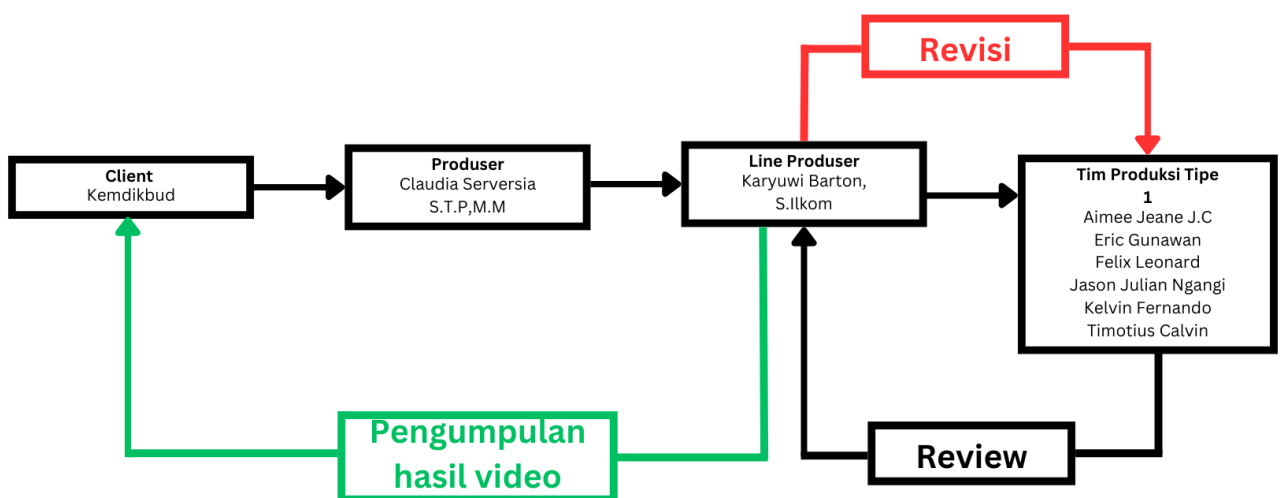 Revisi
Client
Kemdikbud
Produser
Claudia Serversia
S.T.P,M.M
Line Produser
Karyuwi Barton,
S.Ilkom
Tim Produksi Tipe
1
Aimee Jeane J.C
Eric Gunawan
Felix Leonard
Jason Julian Ngangi
Kelvin Fernando
Timotius Calvin
Pengumpulan
hasil video
Review